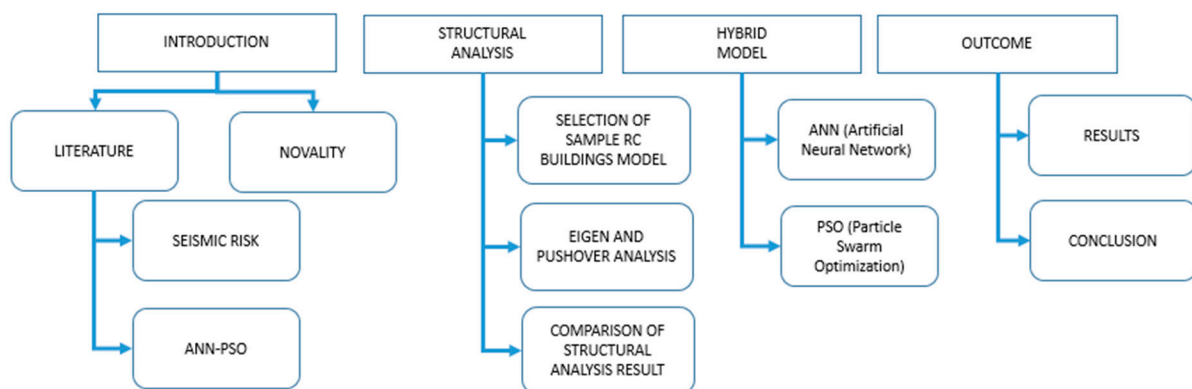 INTRODUCTION
LITERATURE
NOVALITY
SEISMIC RISK
ANN-PSO
STRUCTURAL
ANALYSIS
SELECTION OF
SAMPLE RC
BUILDINGS MODEL
EIGEN AND
PUSHOVER ANALYSIS
COMPARISON OF
STRUCTURAL
ANALYSIS RESULT
HYBRID
MODEL
ANN (Artificial
Neural Network)
PSO (Particle
Swarm
Optimization)
OUTCOME
RESULTS
CONCLUSION